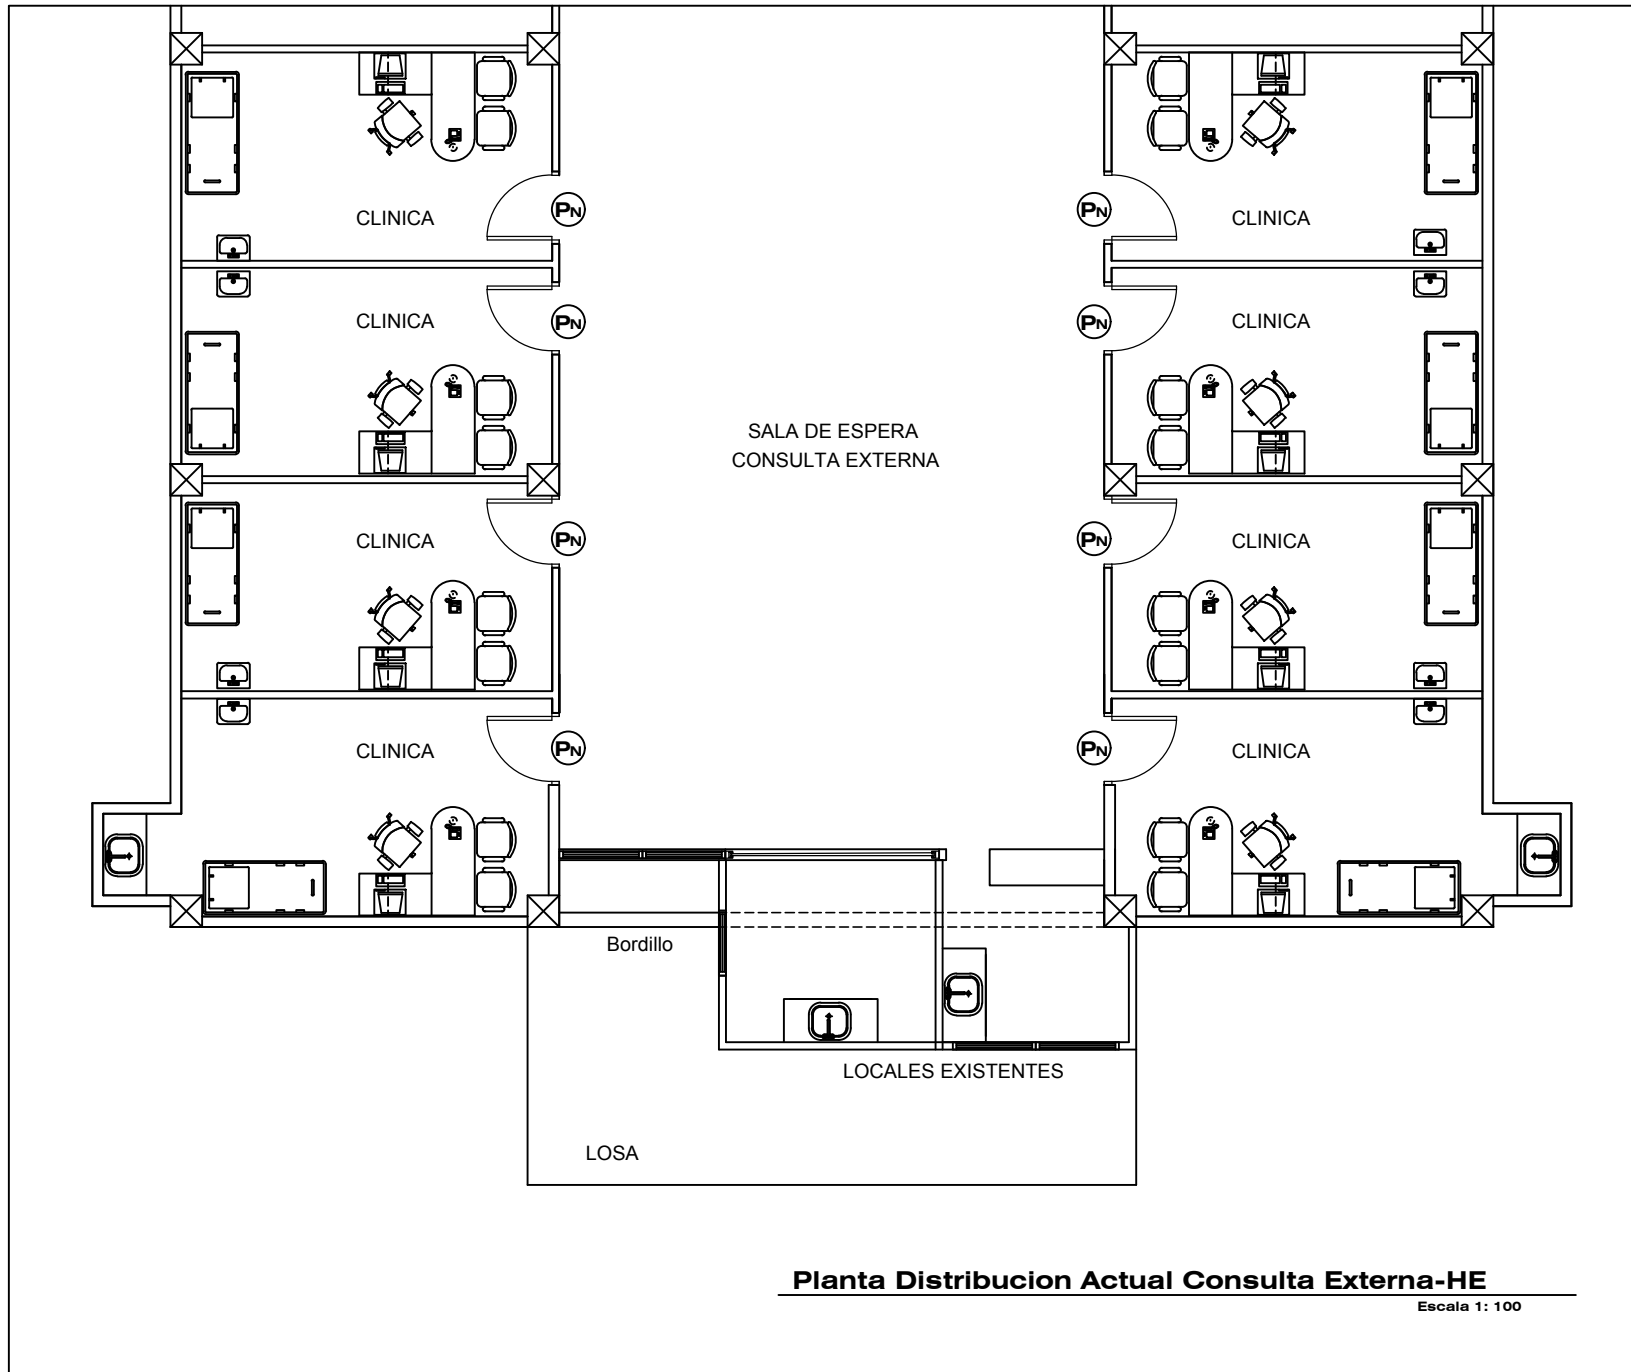 CLINICA
PN
PN
CLINICA
CLINICA
PN
PN
CLINICA
SALA DE ESPERA
CONSULTA EXTERNA
CLINICA
PN
PN
CLINICA
CLINICA
PN
PN
CLINICA
Bordillo
LOCALES EXISTENTES
LOSA
Planta Distribucion Actual Consulta Externa-HE
Escala 1: 100